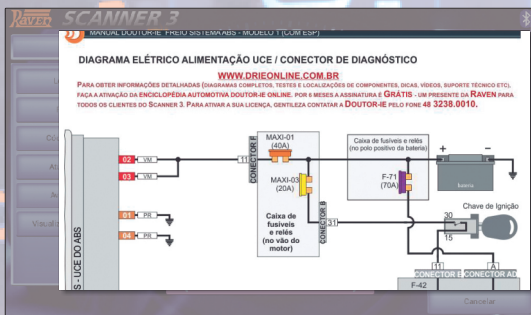 RAVEN SCANNER 3
MANUAL DOUTOR-IE FREIO SISTEMA ABS - MODELO 1 (COM ESP)
DIAGRAMA ELÉTRICO ALIMENTAÇÃO UCE / CONECTOR DE DIAGNÓSTICO
WWW.DRIEONLINE.COM.BR
PARA OBTER INFORMAÇÕES DETALHADAS (DIAGRAMAS COMPLETOS, TESTES E LOCALIZAÇÕES DE COMPONENTES, DICAS, VÍDEOS, SUPORTE TÉCNICO ETC),
FAÇA A ATIVAÇÃO DA ENCICLOPÉDIA AUTOMOTIVA DOUTOR-IE ONLINE. POR 6 MESES A ASSINATURA É GRÁTIS - UM PRESENTE DA RAVEN PARA
TODOS OS CLIENTES DO SCANNER 3. PARA ATIVAR A SUA LICENÇA, GENTILEZA CONTATAR A DOUTOR-IE PELO FONE 48 3238.0010.
MAXI-01
(40A)
Caixa de fusíveis e relés
(no polo positivo da bateria)
+ −
02 VM
11
CONECTOR F
03 VM
MAXI-03
(20A)
F-71
(70A)
bateria
Chave de Ignição
01 PR
Caixa de
fusíveis
e relés
(no vão do
motor)
CONECTOR B
31
30
15
04 PR
S - UCE DO ABS
11 A
CONECTOR E CONECTOR AD
F-42
Visualiz
Cancelar